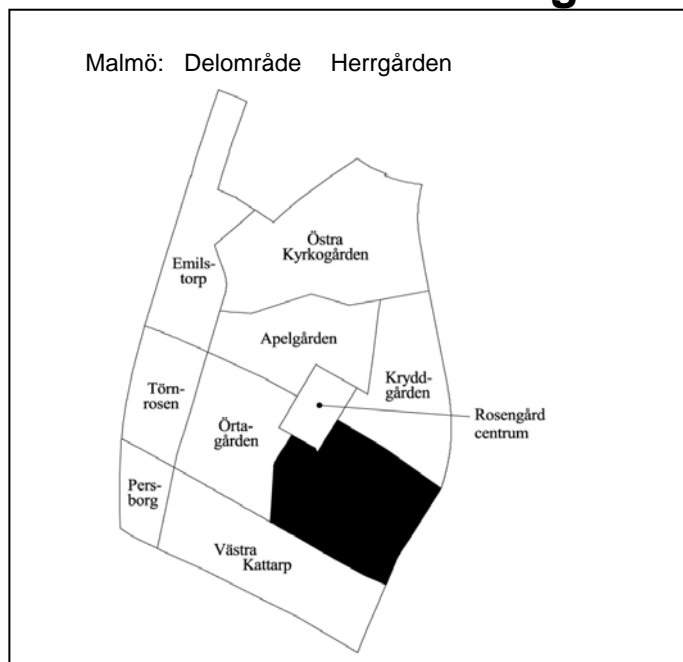 Malmö: Delområde Herrgården
Östra
Kyrkogården
Emils-
torp
Apelgården
Krydd-
gården
Törn-
rosen
Örta-
gården
Rosengård
centrum
Pers-
borg
Västra
Kattarp